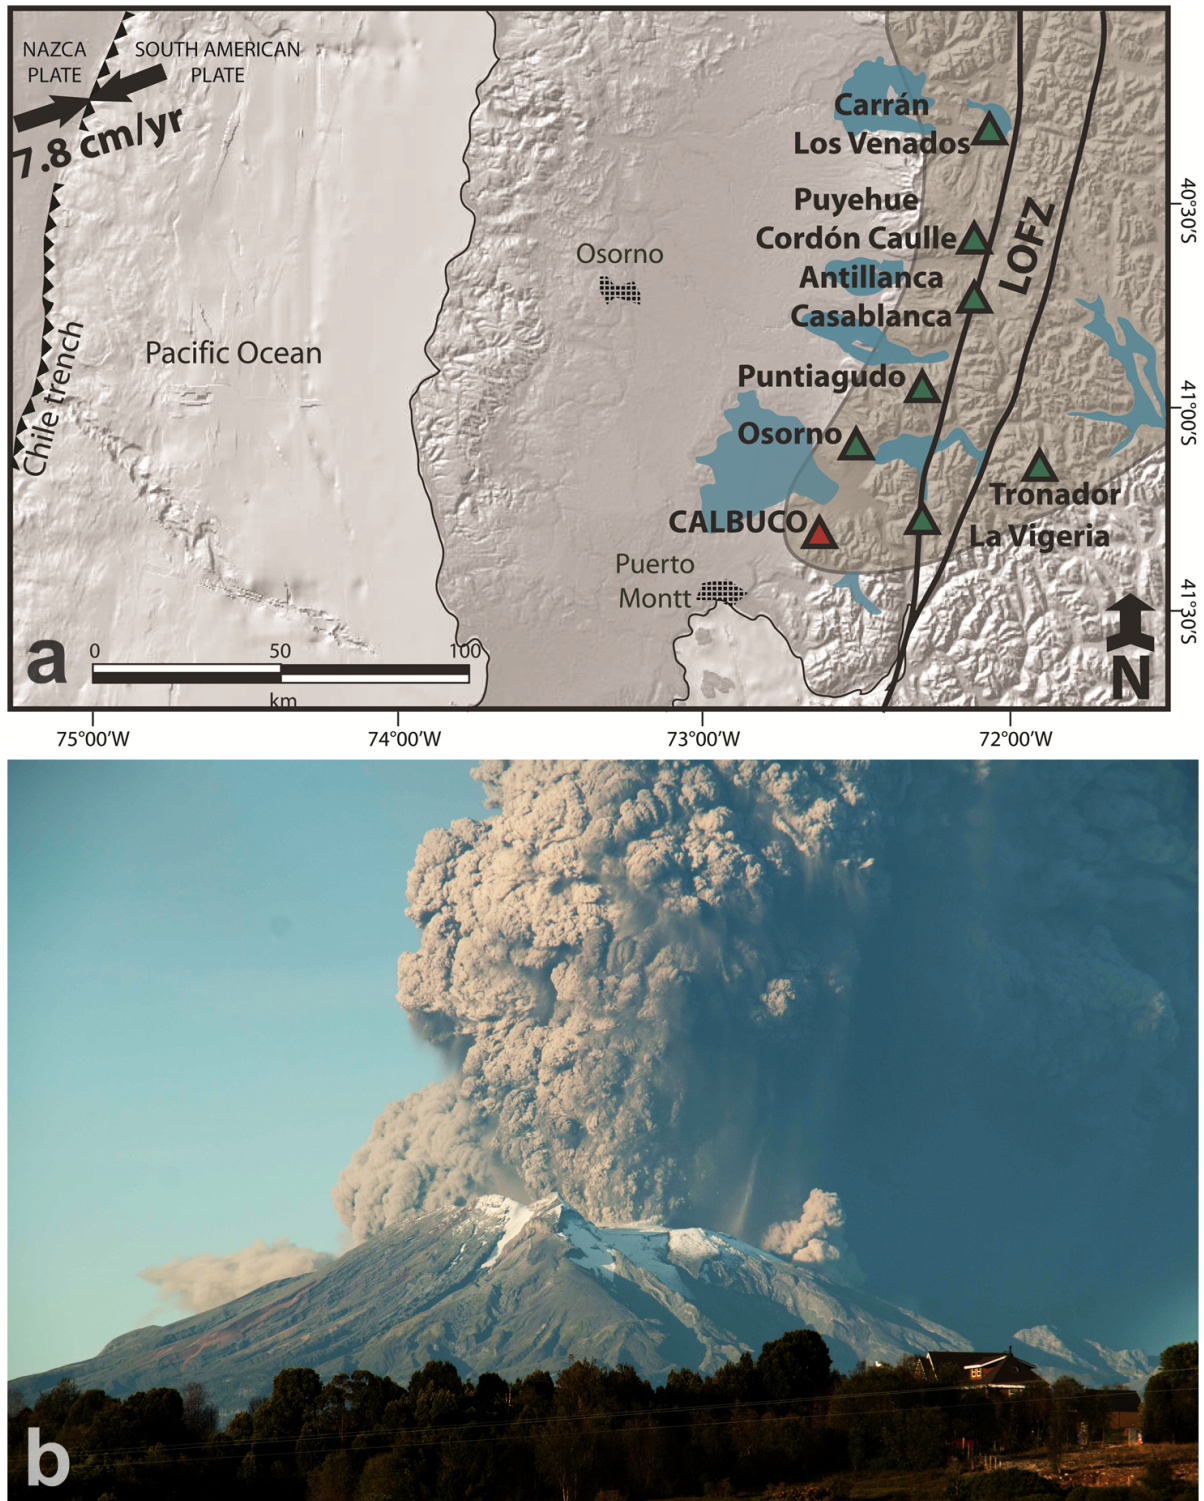 NAZCA
PLATE
SOUTH AMERICAN
PLATE
7.8 cm/yr
Chile trench
Pacific Ocean
Osorno
Carrán
Los Venados
Puyehue
Cordón Caulle
Antillanca
Casablanca
LOFZ
Puntiagudo
Osorno
CALBUCO
Tronador
La Vigeria
Puerto
Montt
N
a
0 50 100
km
40°30'S
41°00'S
41°30'S
75°00'W 74°00'W 73°00'W 72°00'W
b